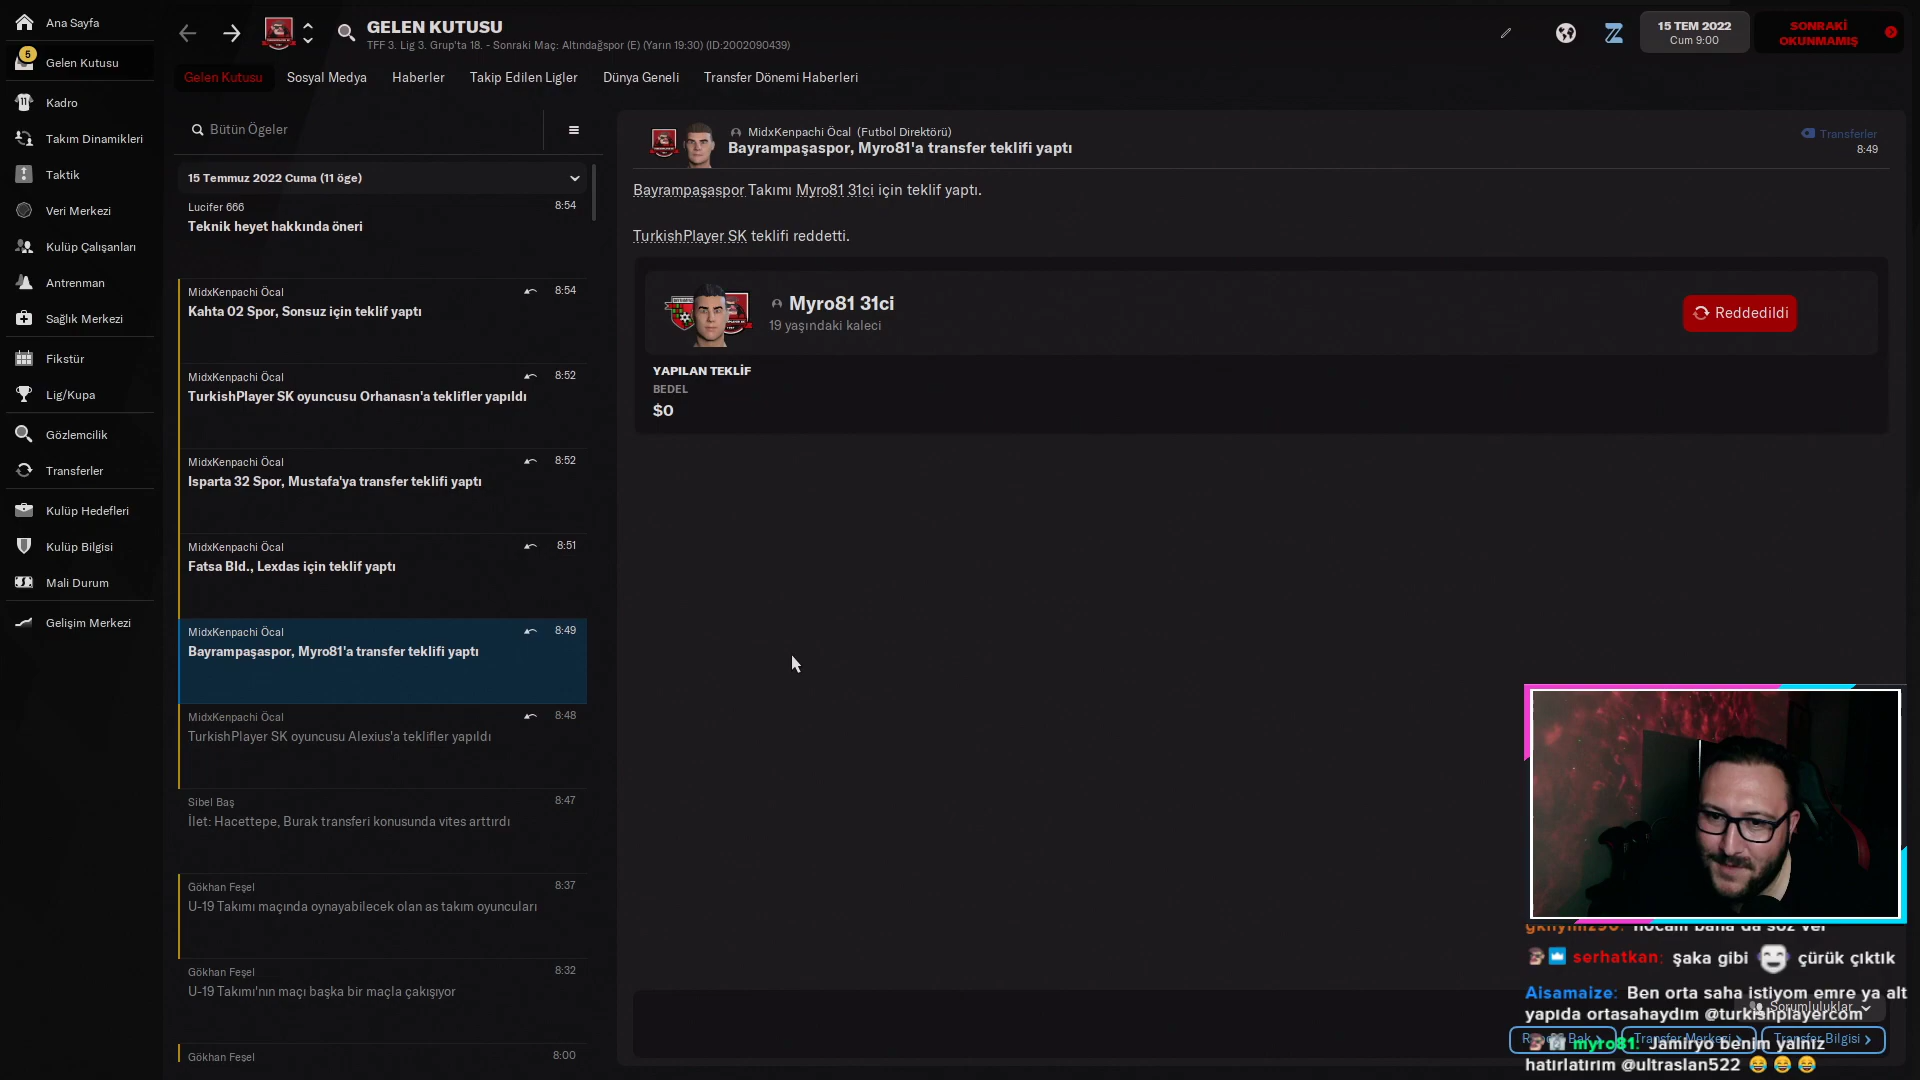 Ana Sayfa
5
Gelen Kutusu
Kadro
Takım Dinamikleri
Taktik
Veri Merkezi
Kulüp Çalışanları
Antrenman
Sağlık Merkezi
Fikstür
Lig/Kupa
Gözlemcilik
Transferler
Kulüp Hedefleri
Kulüp Bilgisi
Mali Durum
Gelişim Merkezi
GELEN KUTUSU
TFF 3. Lig 3. Grup'ta 18. - Sonraki Maç: Altındağspor (E) (Yarın 19:30) (ID:2002090439)
15 TEM 2022
Cum 9:00
SONRAKİ
OKUNMAMIŞ
Gelen Kutusu
Sosyal Medya
Haberler
Takip Edilen Ligler
Dünya Geneli
Transfer Dönemi Haberleri
Bütün Ögeler
15 Temmuz 2022 Cuma (11 öge)
Lucifer 666
8:54
Teknik heyet hakkında öneri
MidxKenpachi Öcal
8:54
Kahta 02 Spor, Sonsuz için teklif yaptı
MidxKenpachi Öcal
8:52
TurkishPlayer SK oyuncusu Orhanasn'a teklifler yapıldı
MidxKenpachi Öcal
8:52
Isparta 32 Spor, Mustafa'ya transfer teklifi yaptı
MidxKenpachi Öcal
8:51
Fatsa Bld., Lexdas için teklif yaptı
MidxKenpachi Öcal
8:49
Bayrampaşaspor, Myro81'a transfer teklifi yaptı
MidxKenpachi Öcal
8:48
TurkishPlayer SK oyuncusu Alexius'a teklifler yapıldı
Sibel Baş
8:47
İlet: Hacettepe, Burak transferi konusunda vites arttırdı
Gökhan Feşel
8:37
U-19 Takımı maçında oynayabilecek olan as takım oyuncuları
Gökhan Feşel
8:32
U-19 Takımı'nın maçı başka bir maçla çakışıyor
Gökhan Feşel
8:00
MidxKenpachi Öcal (Futbol Direktörü)
Bayrampaşaspor, Myro81'a transfer teklifi yaptı
Transferler
8:49
Bayrampaşaspor Takımı Myro81 31ci için teklif yaptı.
TurkishPlayer SK teklifi reddetti.
Myro81 31ci
19 yaşındaki kaleci
Reddedildi
YAPILAN TEKLİF
BEDEL
$0
hocam bana da söz ver
serhatkan: şaka gibi çürük çıktık
Aisamaize: Ben orta saha istiyom emre ya alt
yapıda ortasahaydım @turkishplayercom
Sorumluluklar
Transfer Merkezi
Transfer Bilgisi
myro81: Jamiryo benim yalnız
hatırlatırım @ultraslan522